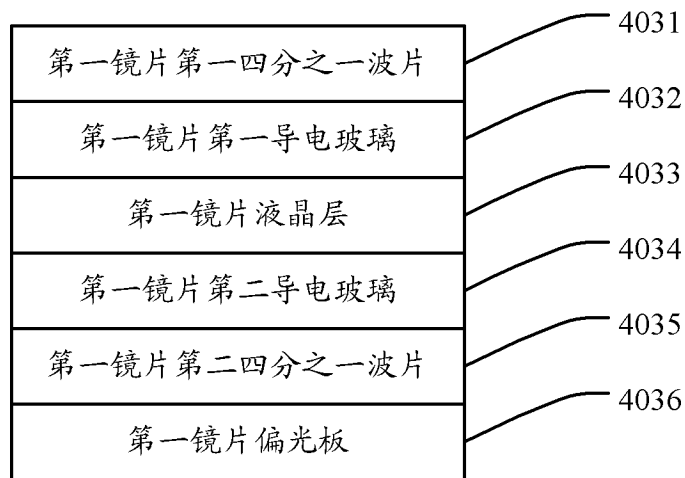 第一镜片第一四分之一波片 4031
第一镜片第一导电玻璃 4032
第一镜片液晶层 4033
第一镜片第二导电玻璃 4034
第一镜片第二四分之一波片 4035
第一镜片偏光板 4036